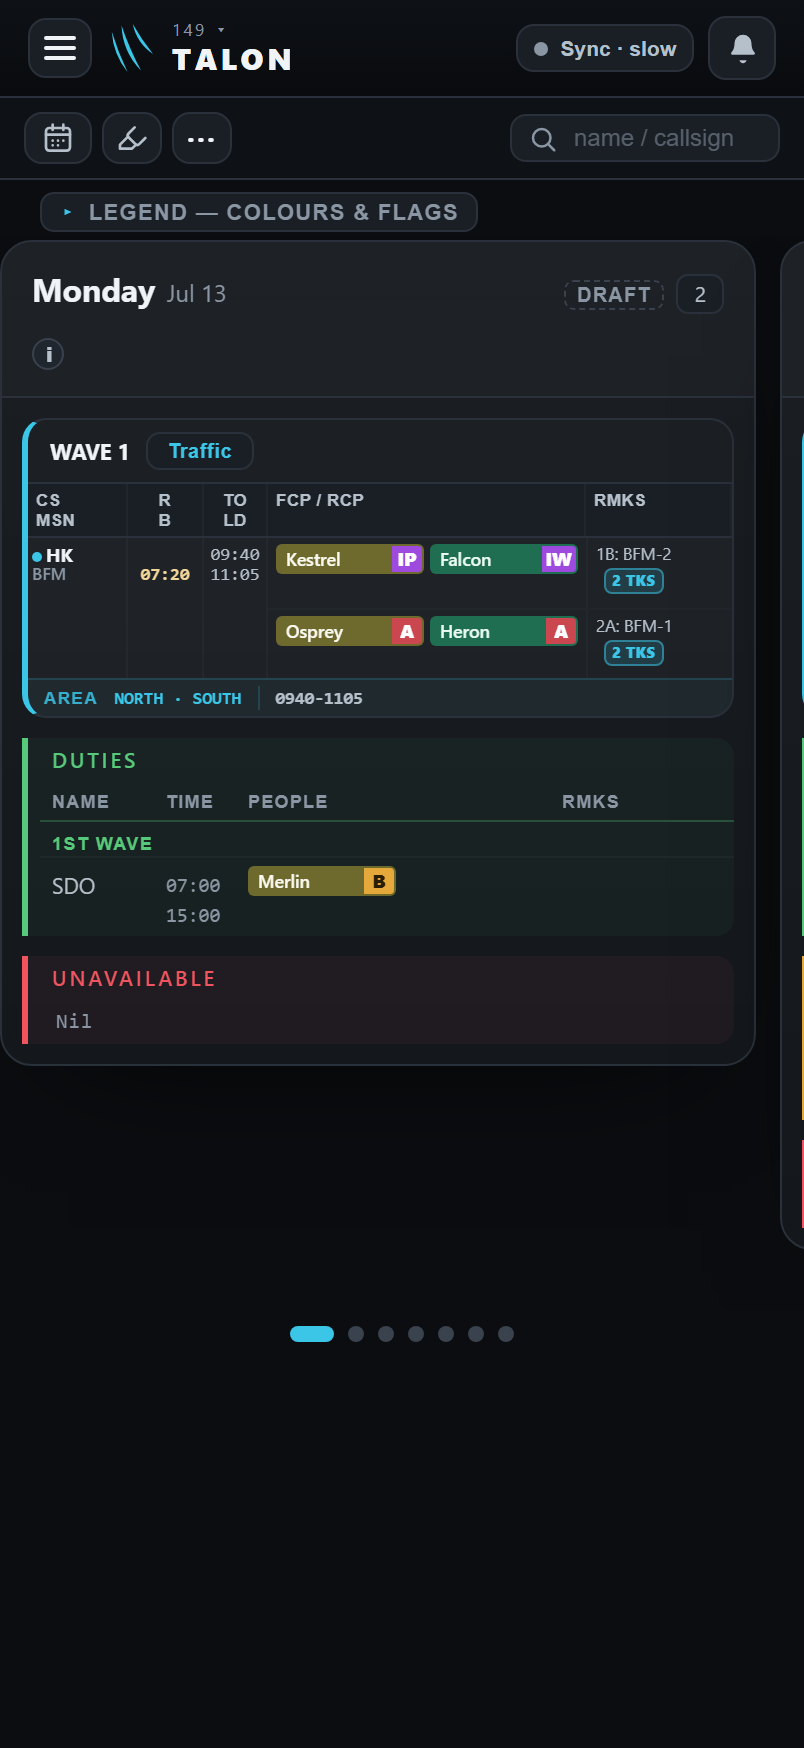 149 ▾
TALON
Sync · slow
name / callsign
▸ LEGEND — COLOURS & FLAGS
Monday Jul 13
DRAFT 2
i
WAVE 1 Traffic
CS R TO FCP / RCP RMKS
MSN B LD
HK 09:40 Kestrel IP Falcon IW 1B: BFM-2
BFM 07:20 11:05 2 TKS
Osprey A Heron A 2A: BFM-1
2 TKS
AREA NORTH · SOUTH 0940-1105
DUTIES
NAME TIME PEOPLE RMKS
1ST WAVE
SDO 07:00 Merlin B
15:00
UNAVAILABLE
Nil